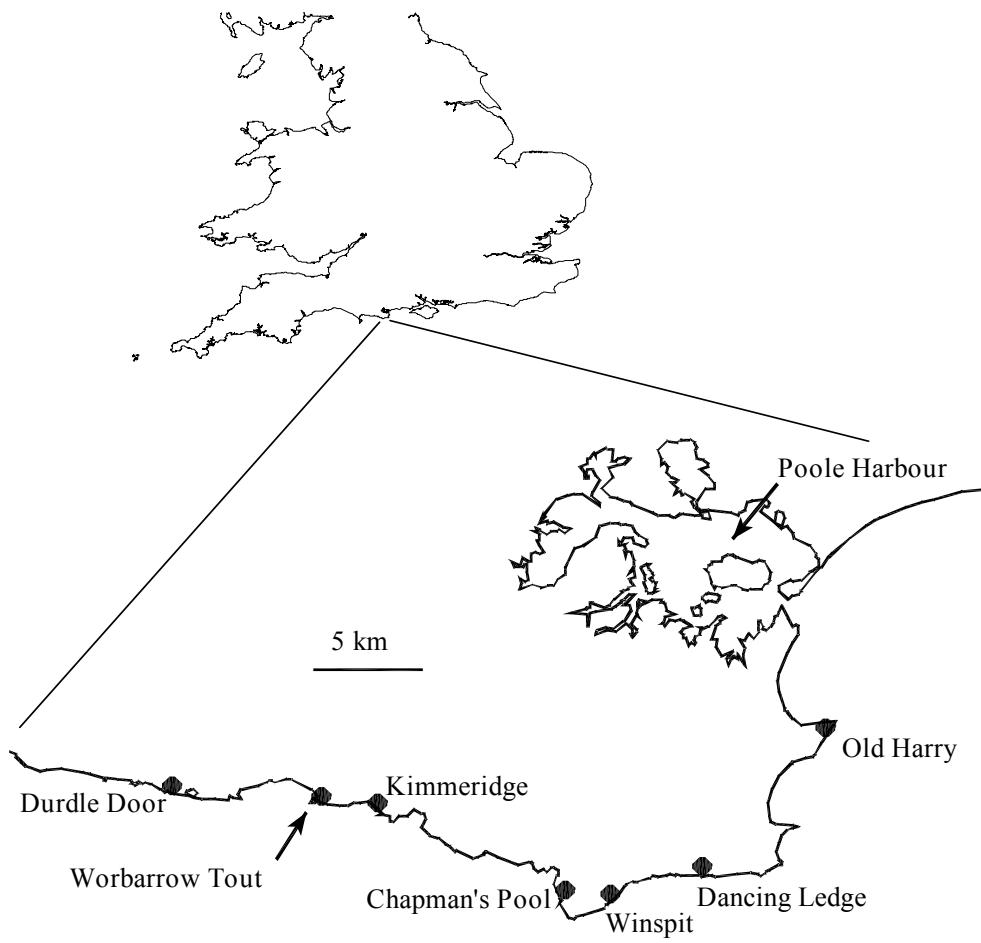 Poole Harbour
5 km
Old Harry
Kimmeridge
Durdle Door
Worbarrow Tout
Chapman's Pool
Dancing Ledge
Winspit